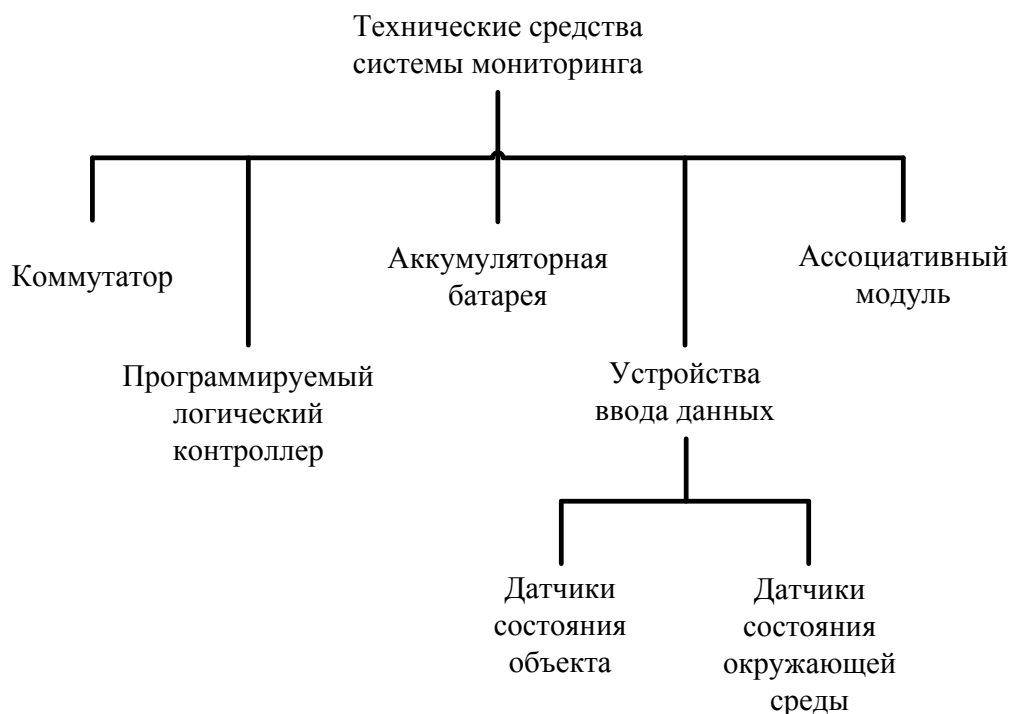 Технические средства
системы мониторинга
Коммутатор
Программируемый
логический
контроллер
Аккумуляторная
батарея
Устройства
ввода данных
Ассоциативный
модуль
Датчики
состояния
объекта
Датчики
состояния
окружающей
среды